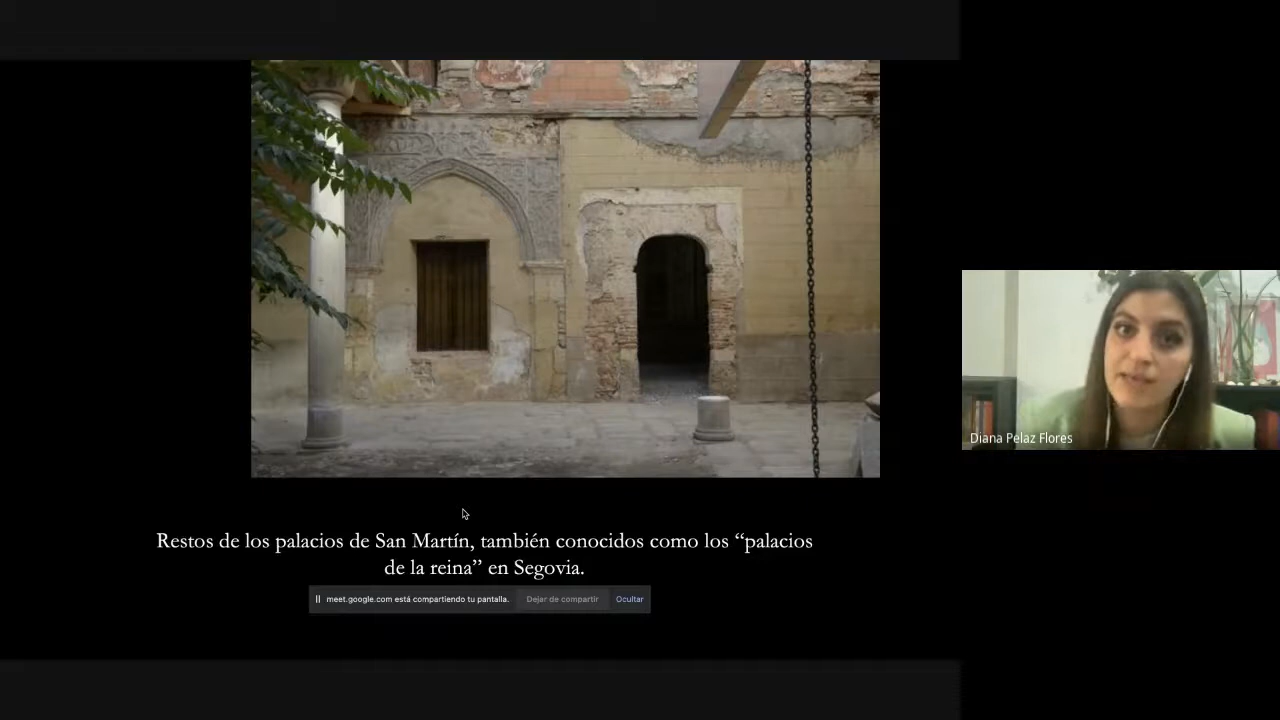 Diana Pelaz Flores
Restos de los palacios de San Martín, también conocidos como los “palacios
de la reina” en Segovia.
meet.google.com está compartiendo tu pantalla. Dejar de compartir Ocultar